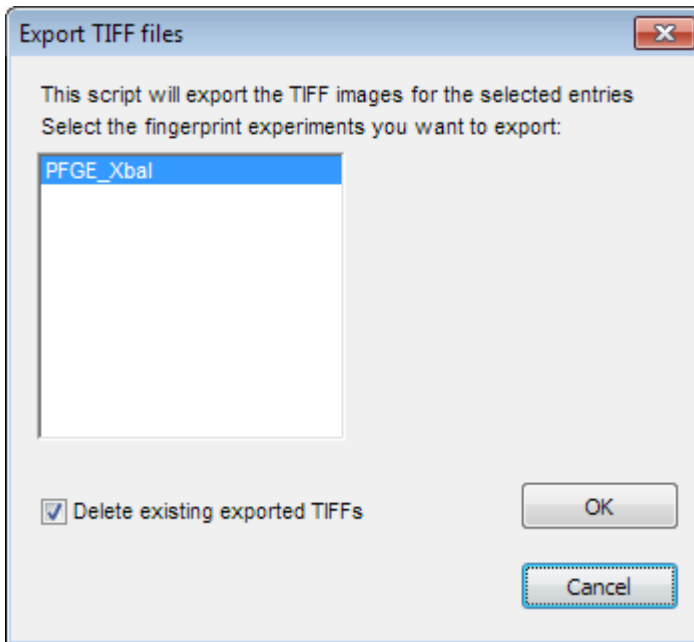 Export TIFF files
This script will export the TIFF images for the selected entries
Select the fingerprint experiments you want to export:
PFGE_XbaI
Delete existing exported TIFFs
OK
Cancel